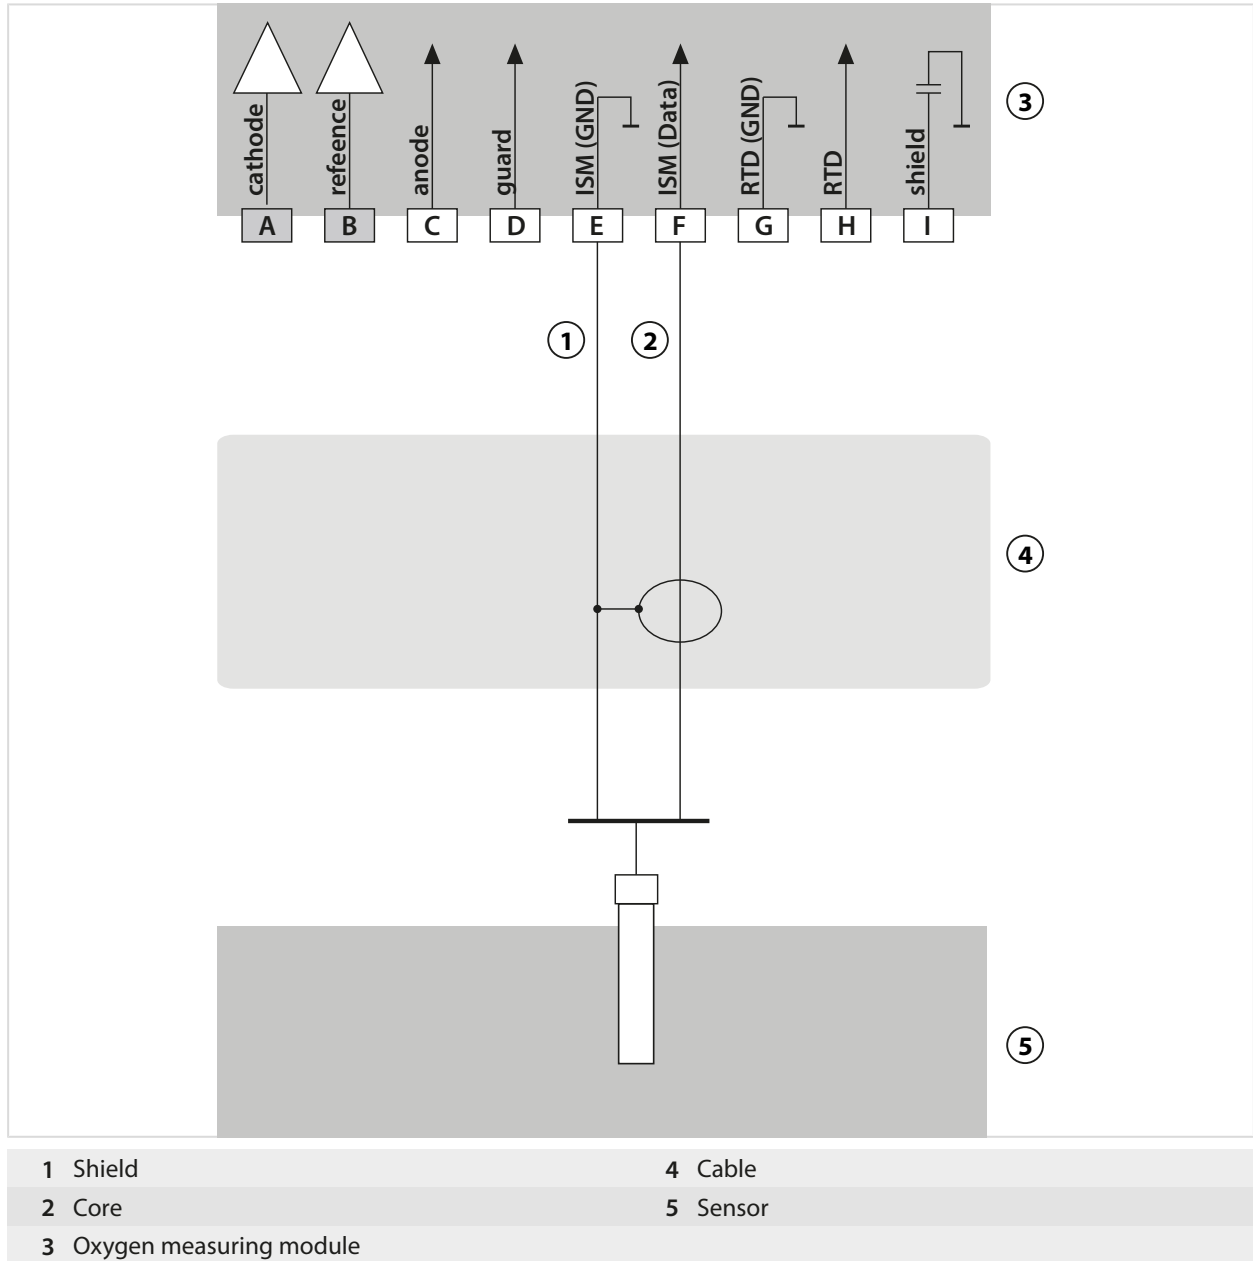 cathode
refeence
anode
guard
ISM (GND)
ISM (Data)
RTD (GND)
RTD
shield
3
A B C D E F G H I
1 2
4
5
1 Shield 4 Cable
2 Core 5 Sensor
3 Oxygen measuring module